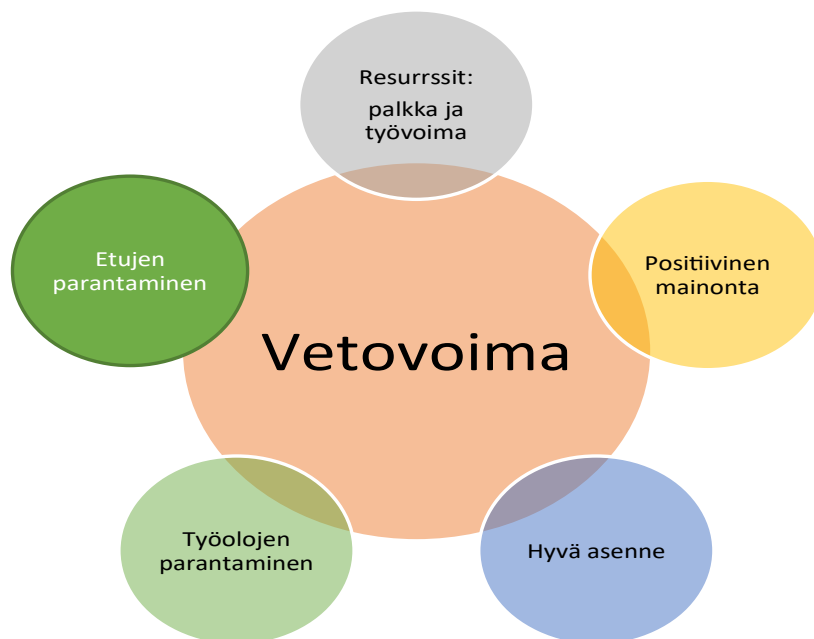 Resurrssit:
palkka ja
työvoima
Etujen
parantaminen
Positiivinen
mainonta
Vetovoima
Työolojen
parantaminen
Hyvä asenne